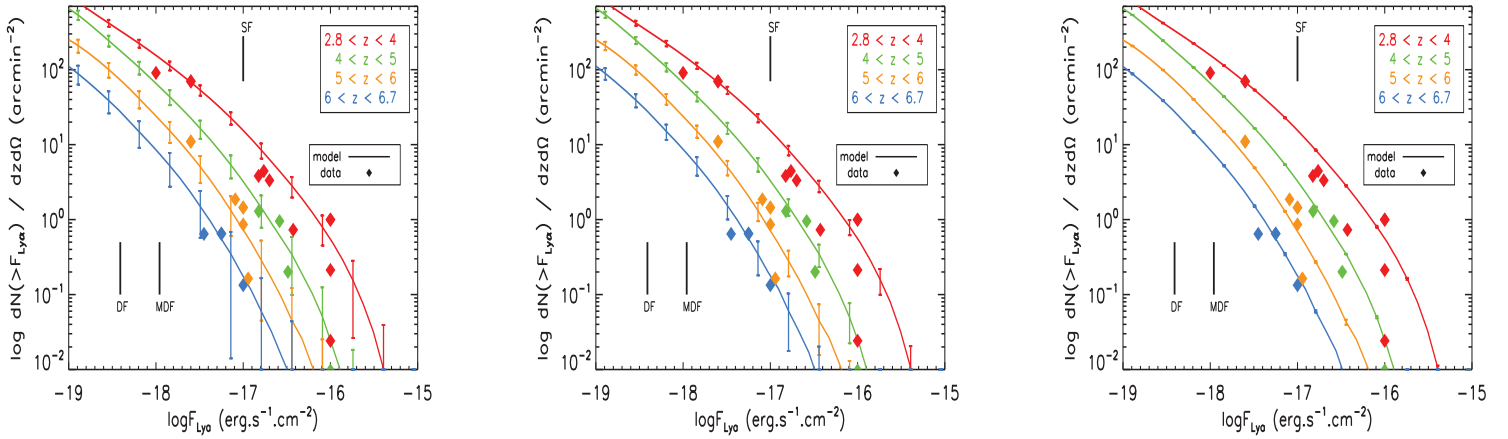 log dN(>F_Lyα) / dzdΩ (arcmin⁻²)
10²
10¹
10⁰
10⁻¹
10⁻²
SF
2.8 < z < 4
4 < z < 5
5 < z < 6
6 < z < 6.7
model
data
DF
MDF
-19
-18
-17
-16
-15
logF_Lyα (erg.s⁻¹.cm⁻²)
log dN(>F_Lyα) / dzdΩ (arcmin⁻²)
10²
10¹
10⁰
10⁻¹
10⁻²
SF
2.8 < z < 4
4 < z < 5
5 < z < 6
6 < z < 6.7
model
data
DF
MDF
-19
-18
-17
-16
-15
logF_Lyα (erg.s⁻¹.cm⁻²)
log dN(>F_Lyα) / dzdΩ (arcmin⁻²)
10²
10¹
10⁰
10⁻¹
10⁻²
SF
2.8 < z < 4
4 < z < 5
5 < z < 6
6 < z < 6.7
model
data
DF
MDF
-19
-18
-17
-16
-15
logF_Lyα (erg.s⁻¹.cm⁻²)